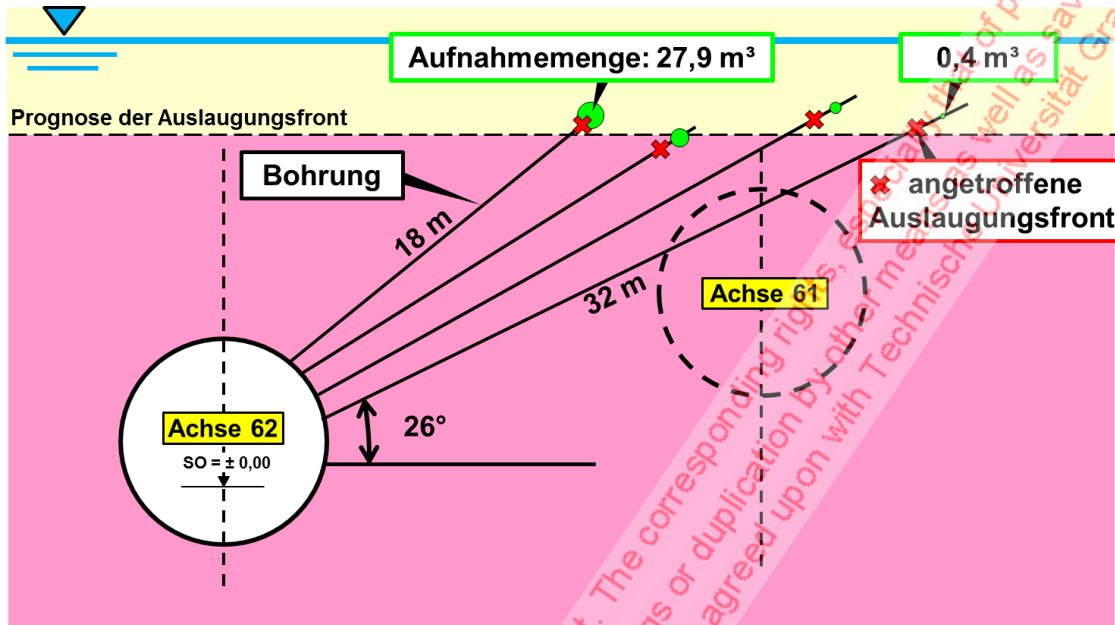 Aufnahmemenge: 27,9 m³
0,4 m³
Prognose der Auslaugungsfront
Bohrung
angetroffene
Auslaugungsfront
18 m
32 m
Achse 61
Achse 62
SO = ± 0,00
26°
The corresponding rights, especially that of
or duplication by other means as well as
agreed upon with Technische Universität